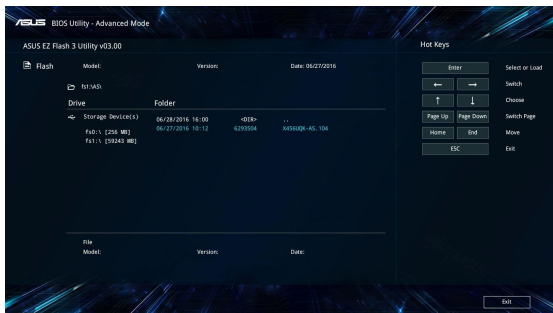 ASUS BIOS Utility - Advanced Mode
ASUS EZ Flash 3 Utility v03.00
Hot Keys
Flash
Model: Version: Date: 06/27/2016
fs1:\AS\
Drive Folder
Storage Device(s)
fs0:\ [256 MB]
fs1:\ [59243 MB]
06/28/2016 16:00 <DIR> ..
06/27/2016 10:12 6293504 X456UQK-AS.104
File
Model: Version: Date:
Enter Select or Load
← → Switch
↑ ↓ Choose
Page Up Page Down Switch Page
Home End Move
ESC Exit
Exit